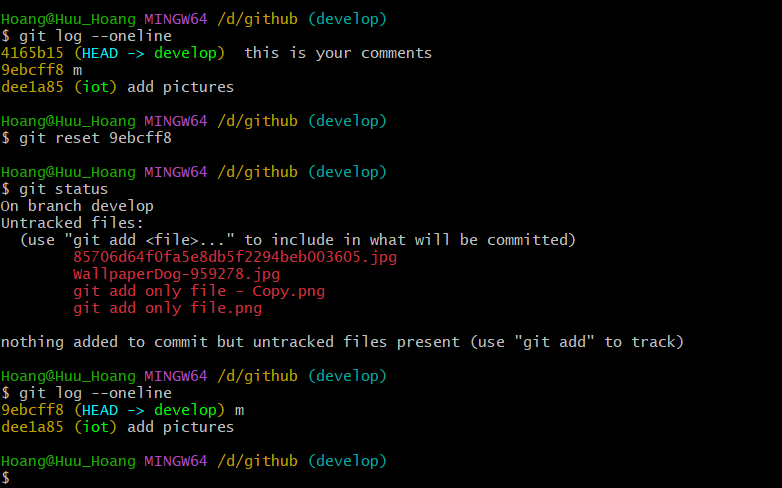 Hoang@Huu_Hoang MINGW64 /d/github (develop)
$ git log --oneline
4165b15 (HEAD -> develop)  this is your comments
9ebcff8 m
dee1a85 (iot) add pictures
Hoang@Huu_Hoang MINGW64 /d/github (develop)
$ git reset 9ebcff8
Hoang@Huu_Hoang MINGW64 /d/github (develop)
$ git status
On branch develop
Untracked files:
  (use "git add <file>..." to include in what will be committed)
        85706d64f0fa5e8db5f2294beb003605.jpg
        WallpaperDog-959278.jpg
        git add only file - Copy.png
        git add only file.png
nothing added to commit but untracked files present (use "git add" to track)
Hoang@Huu_Hoang MINGW64 /d/github (develop)
$ git log --oneline
9ebcff8 (HEAD -> develop) m
dee1a85 (iot) add pictures
Hoang@Huu_Hoang MINGW64 /d/github (develop)
$